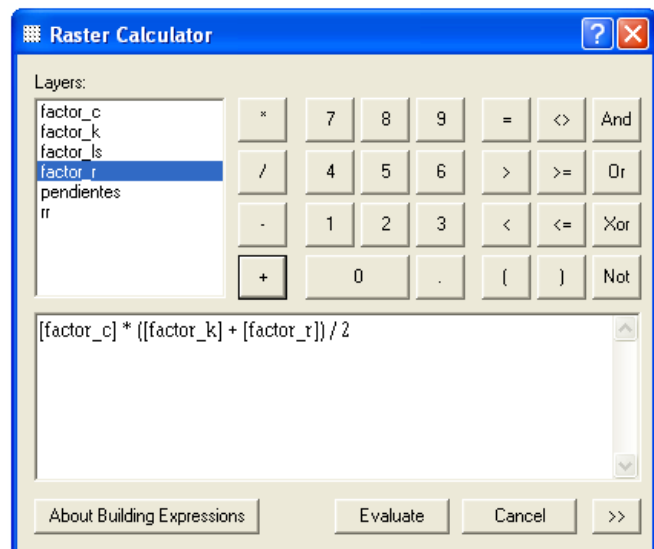 Raster Calculator
Layers:
factor_c
factor_k
factor_ls
factor_r
pendientes
rr
* 7 8 9 = <> And
/ 4 5 6 > >= Or
- 1 2 3 < <= Xor
+ 0 . ( ) Not
[factor_c] * ([factor_k] + [factor_r]) / 2
About Building Expressions Evaluate Cancel >>